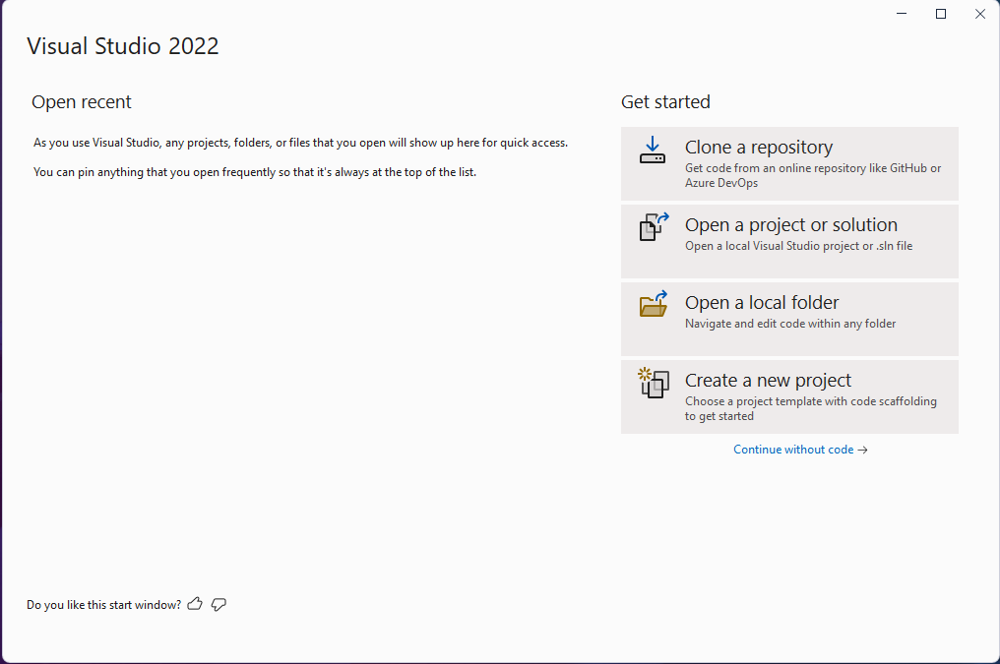 Visual Studio 2022
Open recent
As you use Visual Studio, any projects, folders, or files that you open will show up here for quick access.
You can pin anything that you open frequently so that it's always at the top of the list.
Get started
Clone a repository
Get code from an online repository like GitHub or
Azure DevOps
Open a project or solution
Open a local Visual Studio project or .sln file
Open a local folder
Navigate and edit code within any folder
Create a new project
Choose a project template with code scaffolding
to get started
Continue without code →
Do you like this start window?